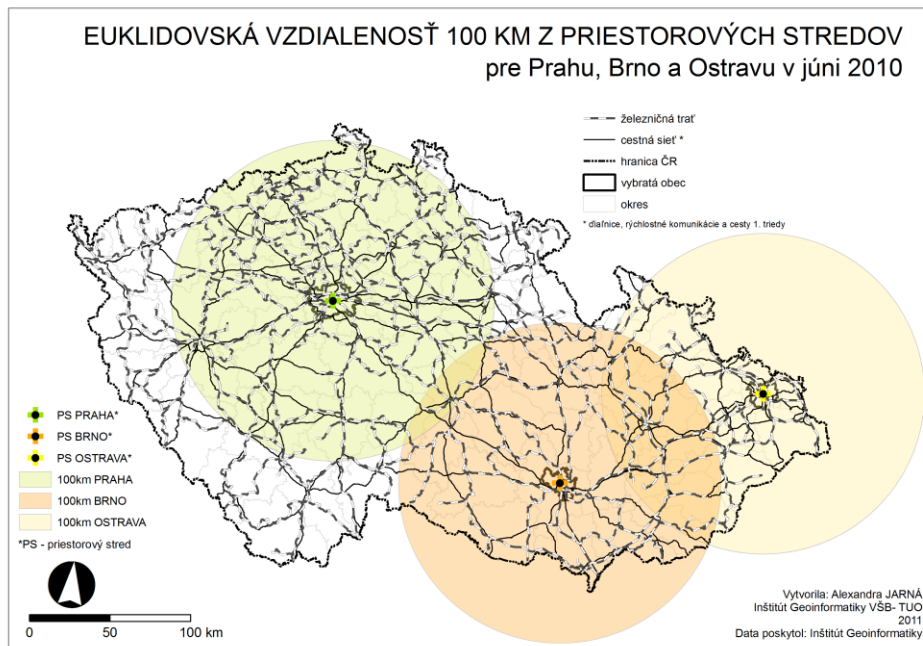 EUKLIDOVSKÁ VZDIALENOSŤ 100 KM Z PRIESTOROVÝCH STREDOV
pre Prahu, Brno a Ostravu v júni 2010
železničná trať
cestná sieť *
hranica ČR
vybratá obec
okres
* diaľnice, rýchlostné komunikácie a cesty 1. triedy
PS PRAHA*
PS BRNO*
PS OSTRAVA*
100km PRAHA
100km BRNO
100km OSTRAVA
*PS - priestorový stred
0 50 100 km
Vytvorila: Alexandra JARNÁ
Inštitút Geoinformatiky VŠB- TUO
2011
Data poskytol: Inštitút Geoinformatiky